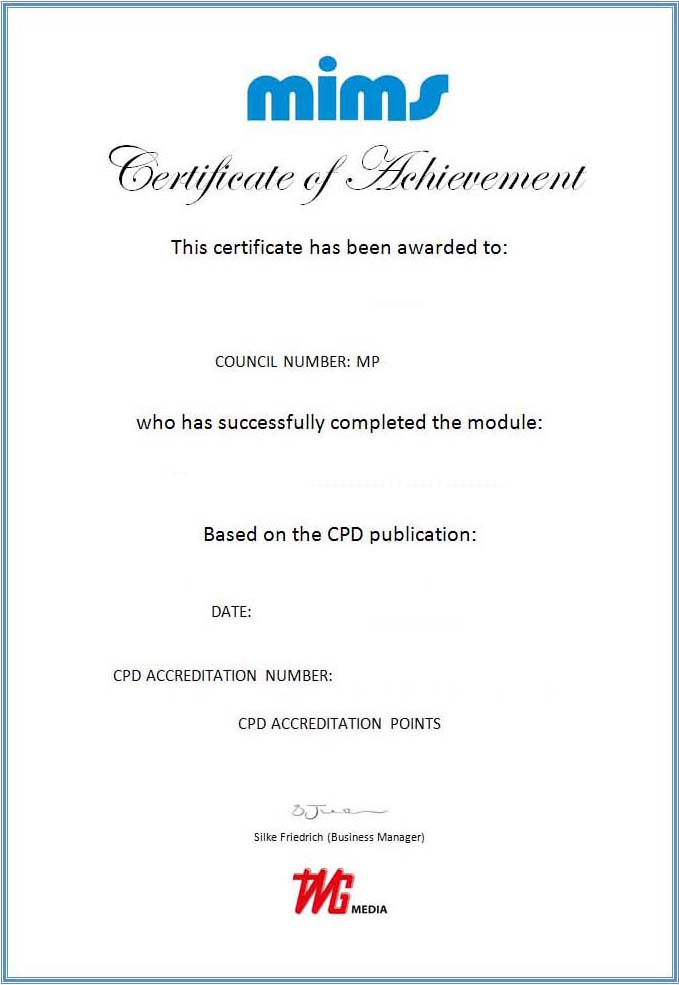 mims
Certificate of Achievement
This certificate has been awarded to:
COUNCIL NUMBER: MP
who has successfully completed the module:
Based on the CPD publication:
DATE:
CPD ACCREDITATION NUMBER:
CPD ACCREDITATION POINTS
Silke Friedrich (Business Manager)
TMG MEDIA